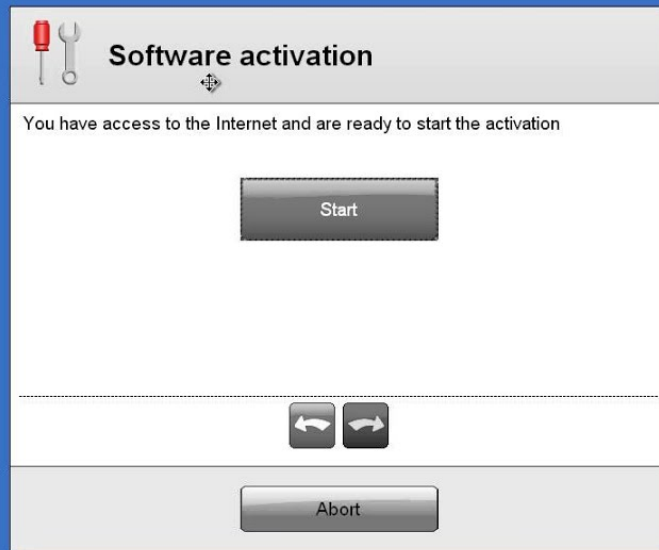 Software activation
You have access to the Internet and are ready to start the activation
Start
Abort